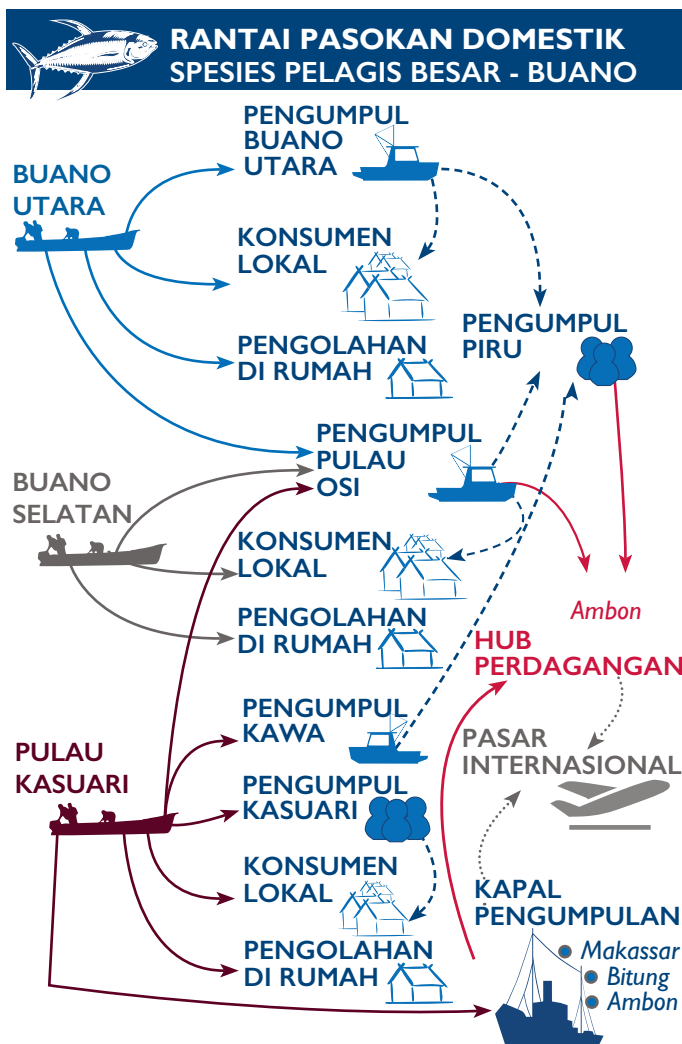 RANTAI PASOKAN DOMESTIK
SPESIES PELAGIS BESAR - BUANO
PENGUMPUL
BUANO
UTARA
BUANO
UTARA
KONSUMEN
LOKAL
PENGUMPUL
PIRU
PENGOLAHAN
DI RUMAH
PENGUMPUL
PULAU
OSI
BUANO
SELATAN
KONSUMEN
LOKAL
Ambon
PENGOLAHAN
DI RUMAH
HUB
PERDAGANGAN
PENGUMPUL
KAWA
PASAR
INTERNASIONAL
PULAU
KASUARI
PENGUMPUL
KASUARI
KONSUMEN
LOKAL
KAPAL
PENGUMPULAN
PENGOLAHAN
DI RUMAH
Makassar
Bitung
Ambon